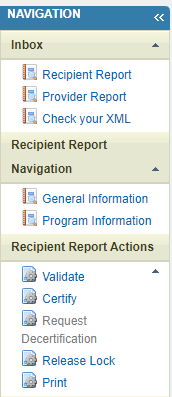 NAVIGATION
Inbox
Recipient Report
Provider Report
Check your XML
Recipient Report
Navigation
General Information
Program Information
Recipient Report Actions
Validate
Certify
Request
Decertification
Release Lock
Print